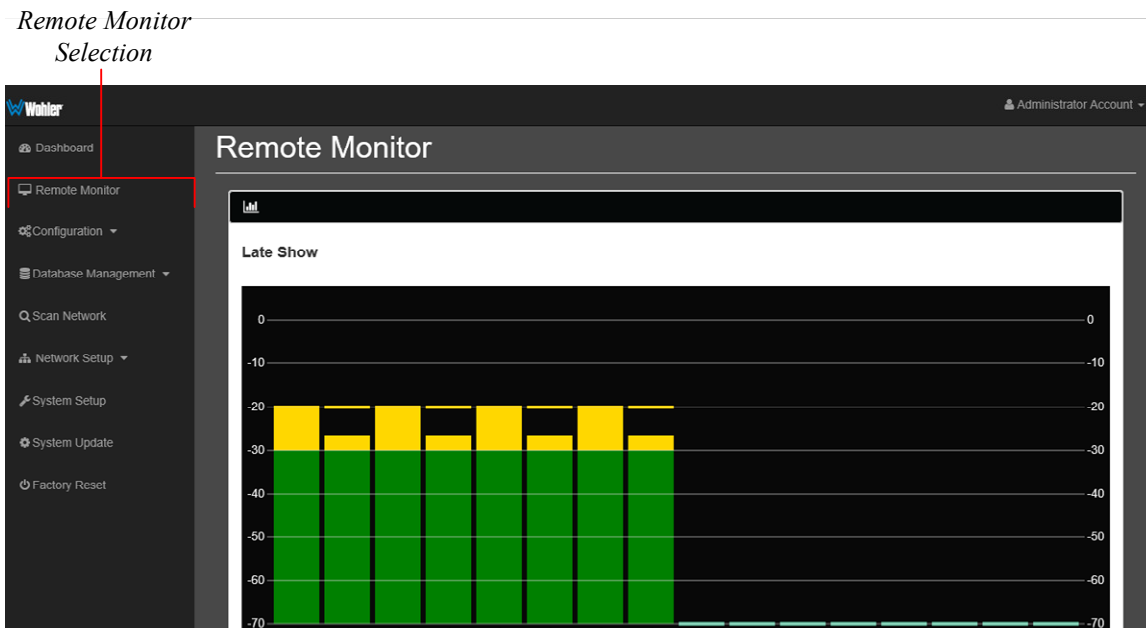 Remote Monitor
Selection
Wohler
Administrator Account
Dashboard
Remote Monitor
Remote Monitor
Configuration
Database Management
Scan Network
Network Setup
System Setup
System Update
Factory Reset
Late Show
0 0
-10 -10
-20 -20
-30 -30
-40 -40
-50 -50
-60 -60
-70 -70